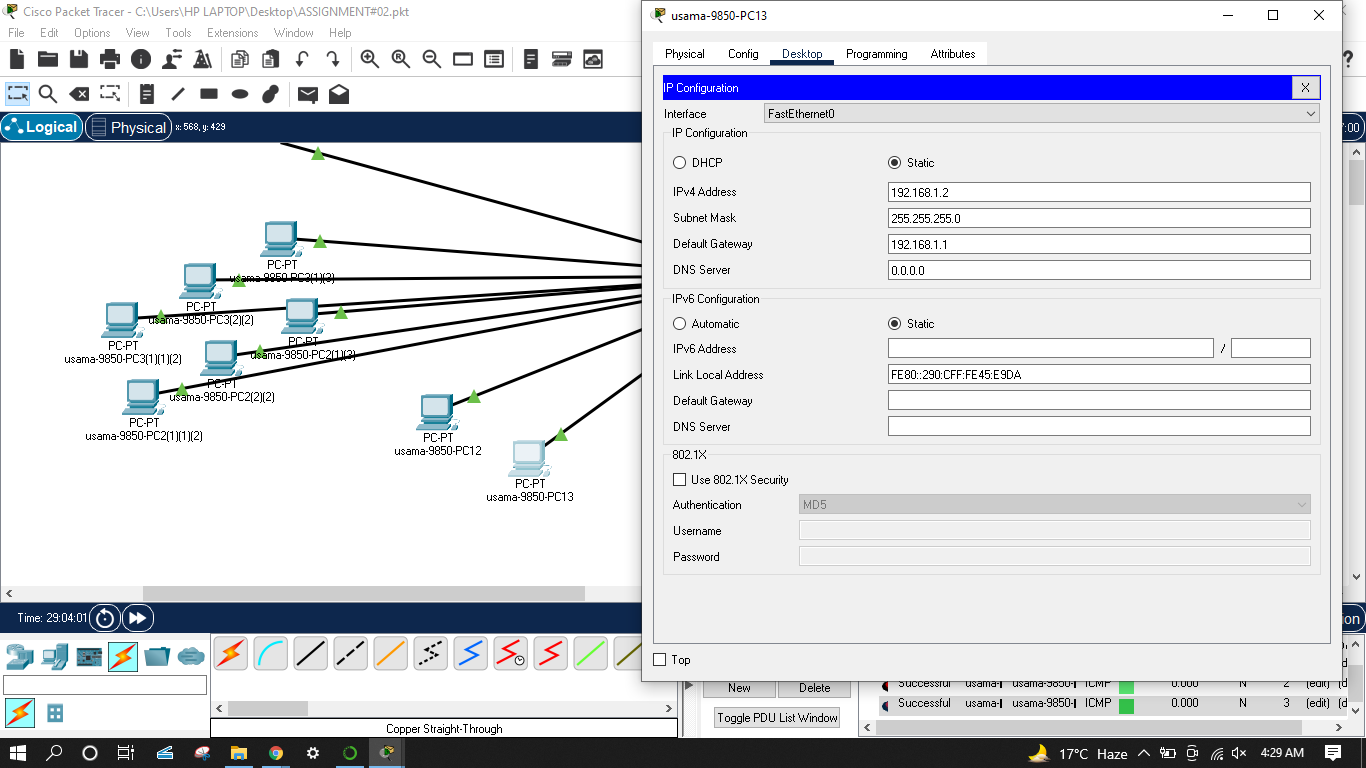 Cisco Packet Tracer - C:\Users\HP LAPTOP\Desktop\ASSIGNMENT#02.pkt
File Edit Options View Tools Extensions Window Help
Logical Physical x: 568, y: 429
:00
PC-PT
usama-9850-PC3(1)(3)
PC-PT
usama-9850-PC3(2)(2)
PC-PT
usama-9850-PC3(1)(1)(2)
PC-PT
usama-9850-PC2(1)(3)
PC-PT
usama-9850-PC2(2)(2)
PC-PT
usama-9850-PC2(1)(1)(2)
PC-PT
usama-9850-PC12
PC-PT
usama-9850-PC13
Time: 29:04:01
Copper Straight-Through
usama-9850-PC13
Physical Config Desktop Programming Attributes
IP Configuration X
Interface FastEthernet0
IP Configuration
DHCP Static
IPv4 Address 192.168.1.2
Subnet Mask 255.255.255.0
Default Gateway 192.168.1.1
DNS Server 0.0.0.0
IPv6 Configuration
Automatic Static
IPv6 Address /
Link Local Address FE80::290:CFF:FE45:E9DA
Default Gateway
DNS Server
802.1X
Use 802.1X Security
Authentication MD5
Username
Password
Top
New Delete
Toggle PDU List Window
Successful usama-l usama-9850-l ICMP 0.000 N 2 (edit) (d
Successful usama-l usama-9850-l ICMP 0.000 N 3 (edit) (d
17°C Haze 4:29 AM